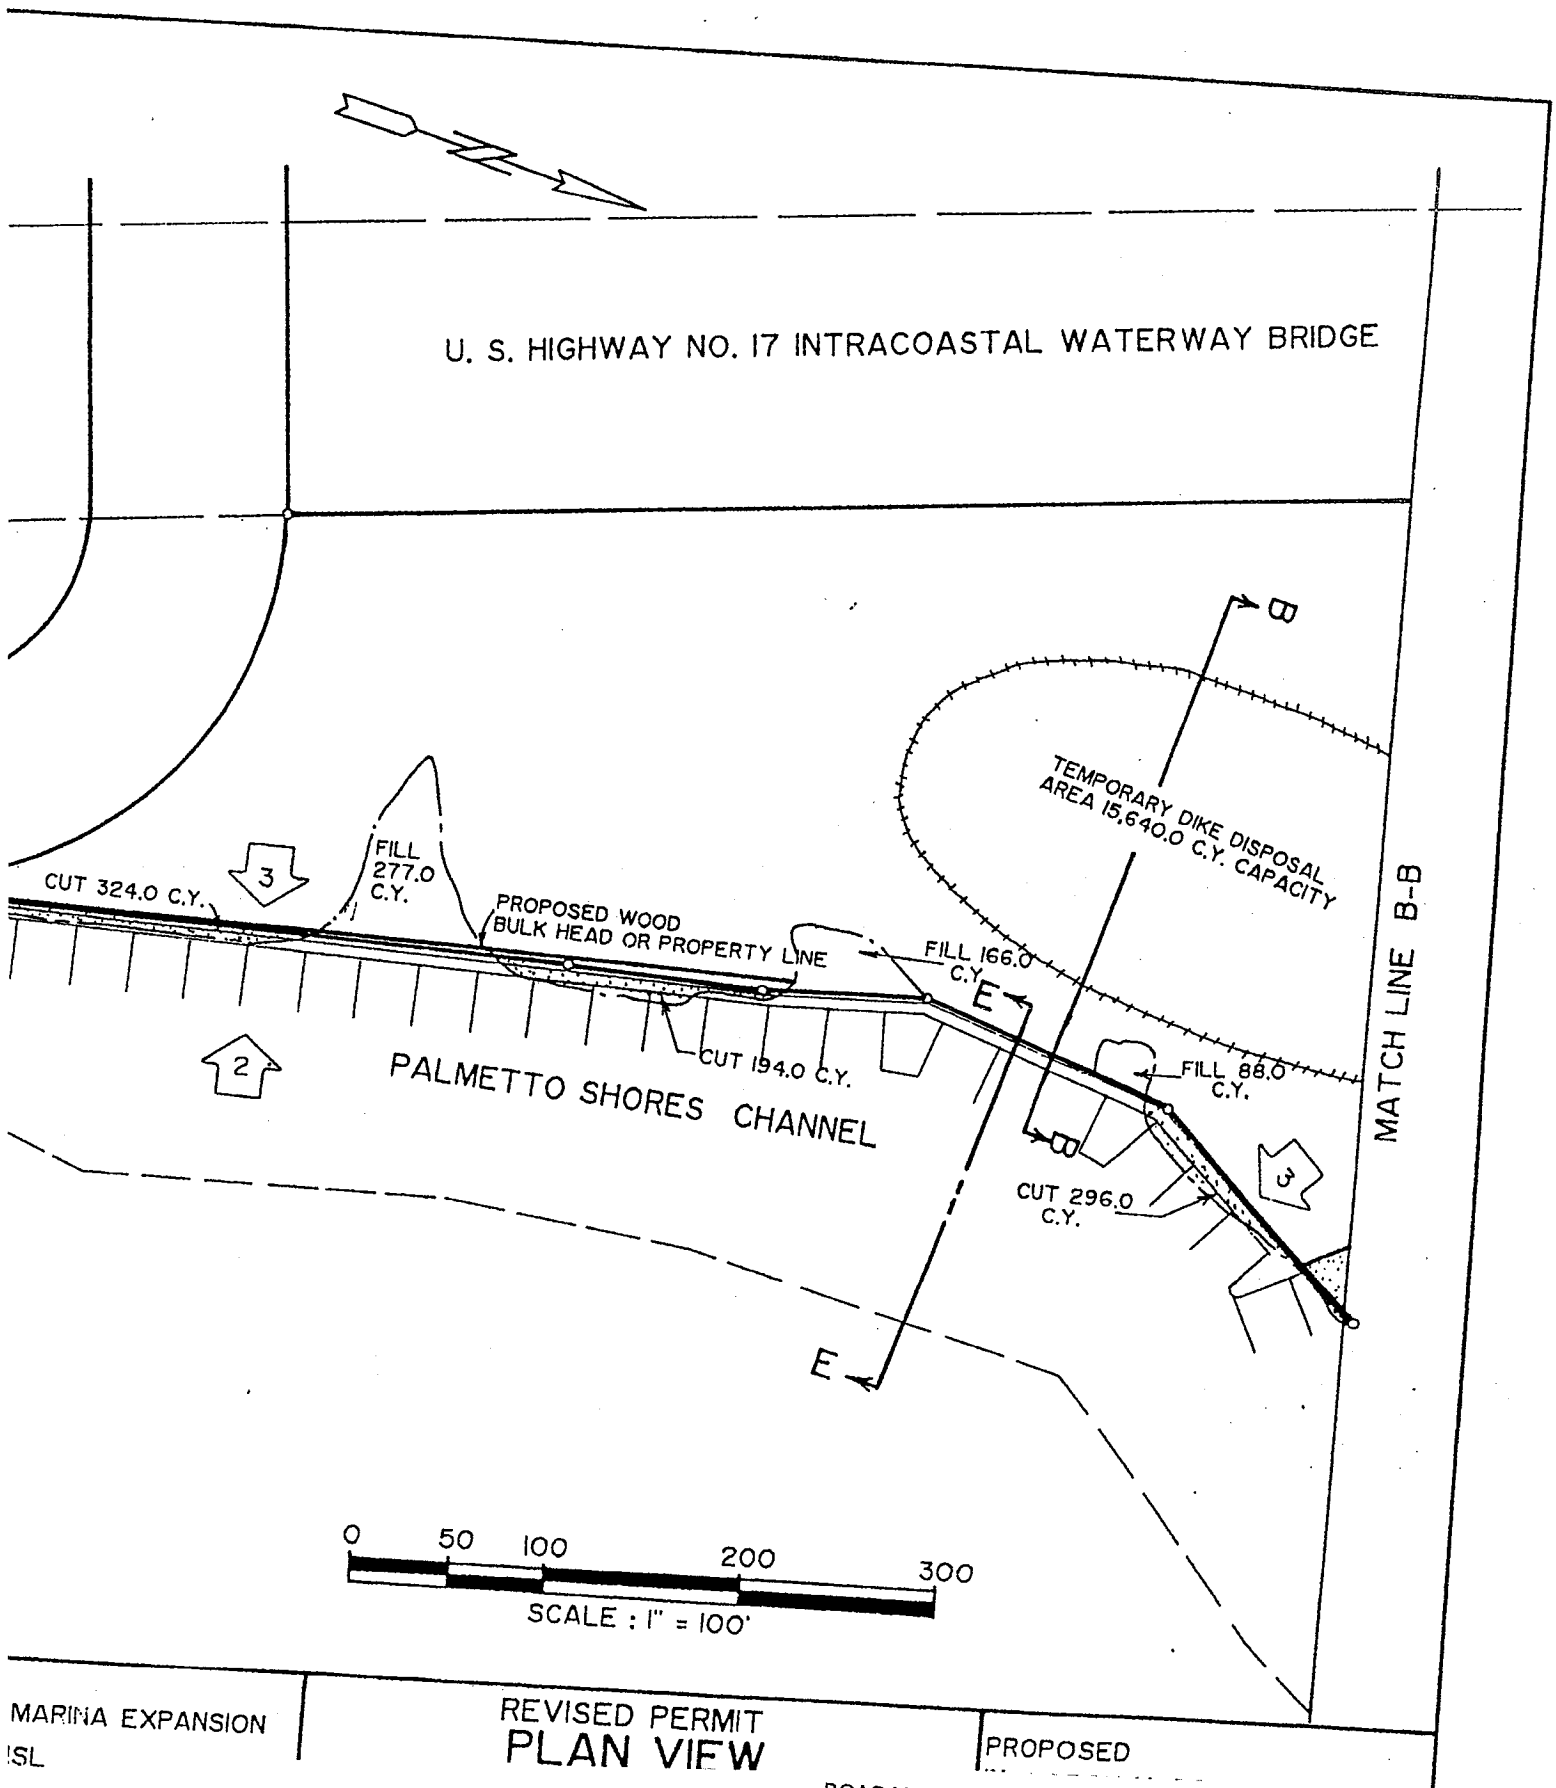 N
U. S. HIGHWAY NO. 17 INTRACOASTAL WATERWAY BRIDGE
B
TEMPORARY DIKE DISPOSAL
AREA 15,640.0 C.Y. CAPACITY
MATCH LINE B-B
3
FILL
277.0
C.Y.
CUT 324.0 C.Y.
PROPOSED WOOD
BULK HEAD OR PROPERTY LINE
FILL 166.0
C.Y.
E
2
CUT 194.0 C.Y.
FILL 88.0
C.Y.
PALMETTO SHORES CHANNEL
B
3
CUT 296.0
C.Y.
E
0 50 100 200 300
SCALE : 1" = 100'
MARINA EXPANSION
REVISED PERMIT
PLAN VIEW
PROPOSED